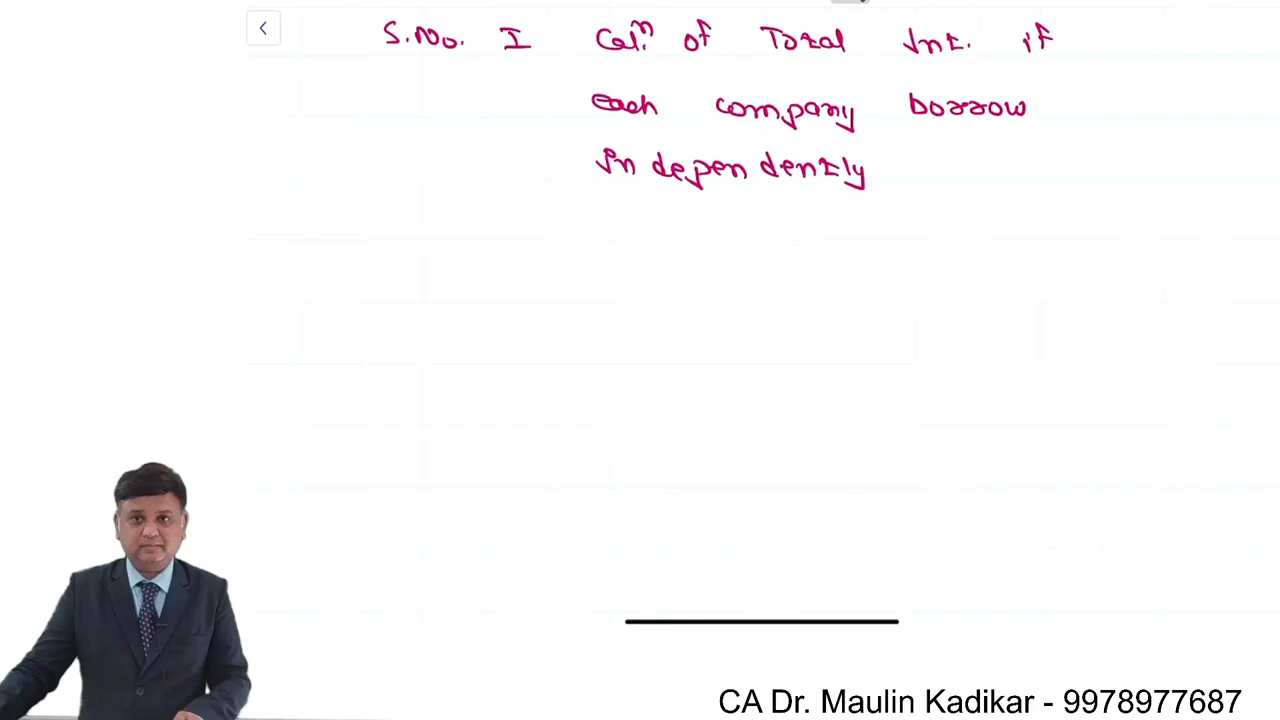 S.No. I Calⁿ. of Total Int. if
each company borrow
independently
CA Dr. Maulin Kadikar - 9978977687